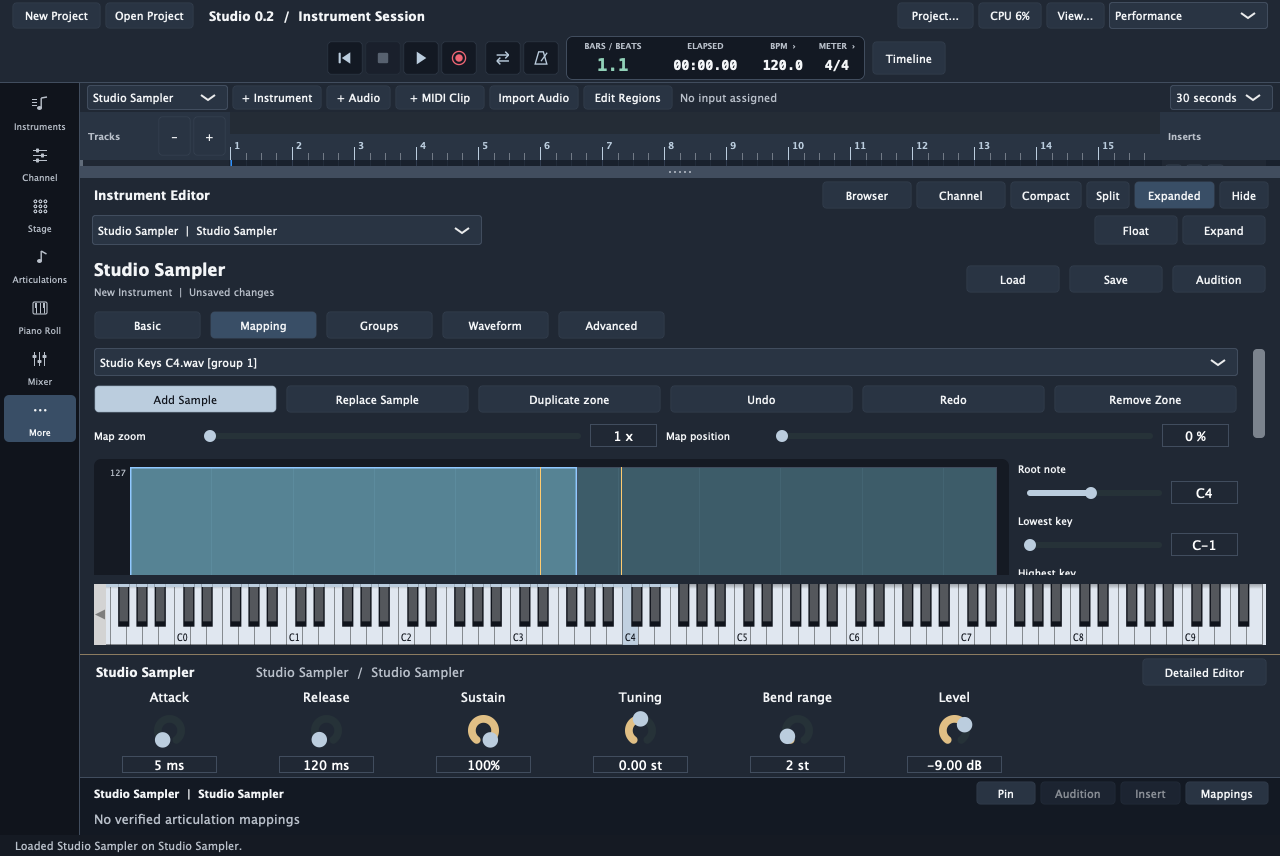 New Project Open Project Studio 0.2 / Instrument Session Project... CPU 6% View... Performance
BARS / BEATS ELAPSED BPM › METER ›
1.1 00:00.00 120.0 4/4 Timeline
Studio Sampler + Instrument + Audio + MIDI Clip Import Audio Edit Regions No input assigned 30 seconds
Instruments
Tracks - + Inserts
1 2 3 4 5 6 7 8 9 10 11 12 13 14 15
Channel
Stage
Articulations
Piano Roll
Mixer
More
Instrument Editor Browser Channel Compact Split Expanded Hide
Studio Sampler | Studio Sampler Float Expand
Studio Sampler
New Instrument | Unsaved changes Load Save Audition
Basic Mapping Groups Waveform Advanced
Studio Keys C4.wav [group 1]
Add Sample Replace Sample Duplicate zone Undo Redo Remove Zone
Map zoom 1 x Map position 0 %
127
Root note
C4
Lowest key
C-1
Highest key
C0 C1 C2 C3 C4 C5 C6 C7 C8 C9
Studio Sampler Studio Sampler / Studio Sampler Detailed Editor
Attack Release Sustain Tuning Bend range Level
5 ms 120 ms 100% 0.00 st 2 st -9.00 dB
Studio Sampler | Studio Sampler Pin Audition Insert Mappings
No verified articulation mappings
Loaded Studio Sampler on Studio Sampler.